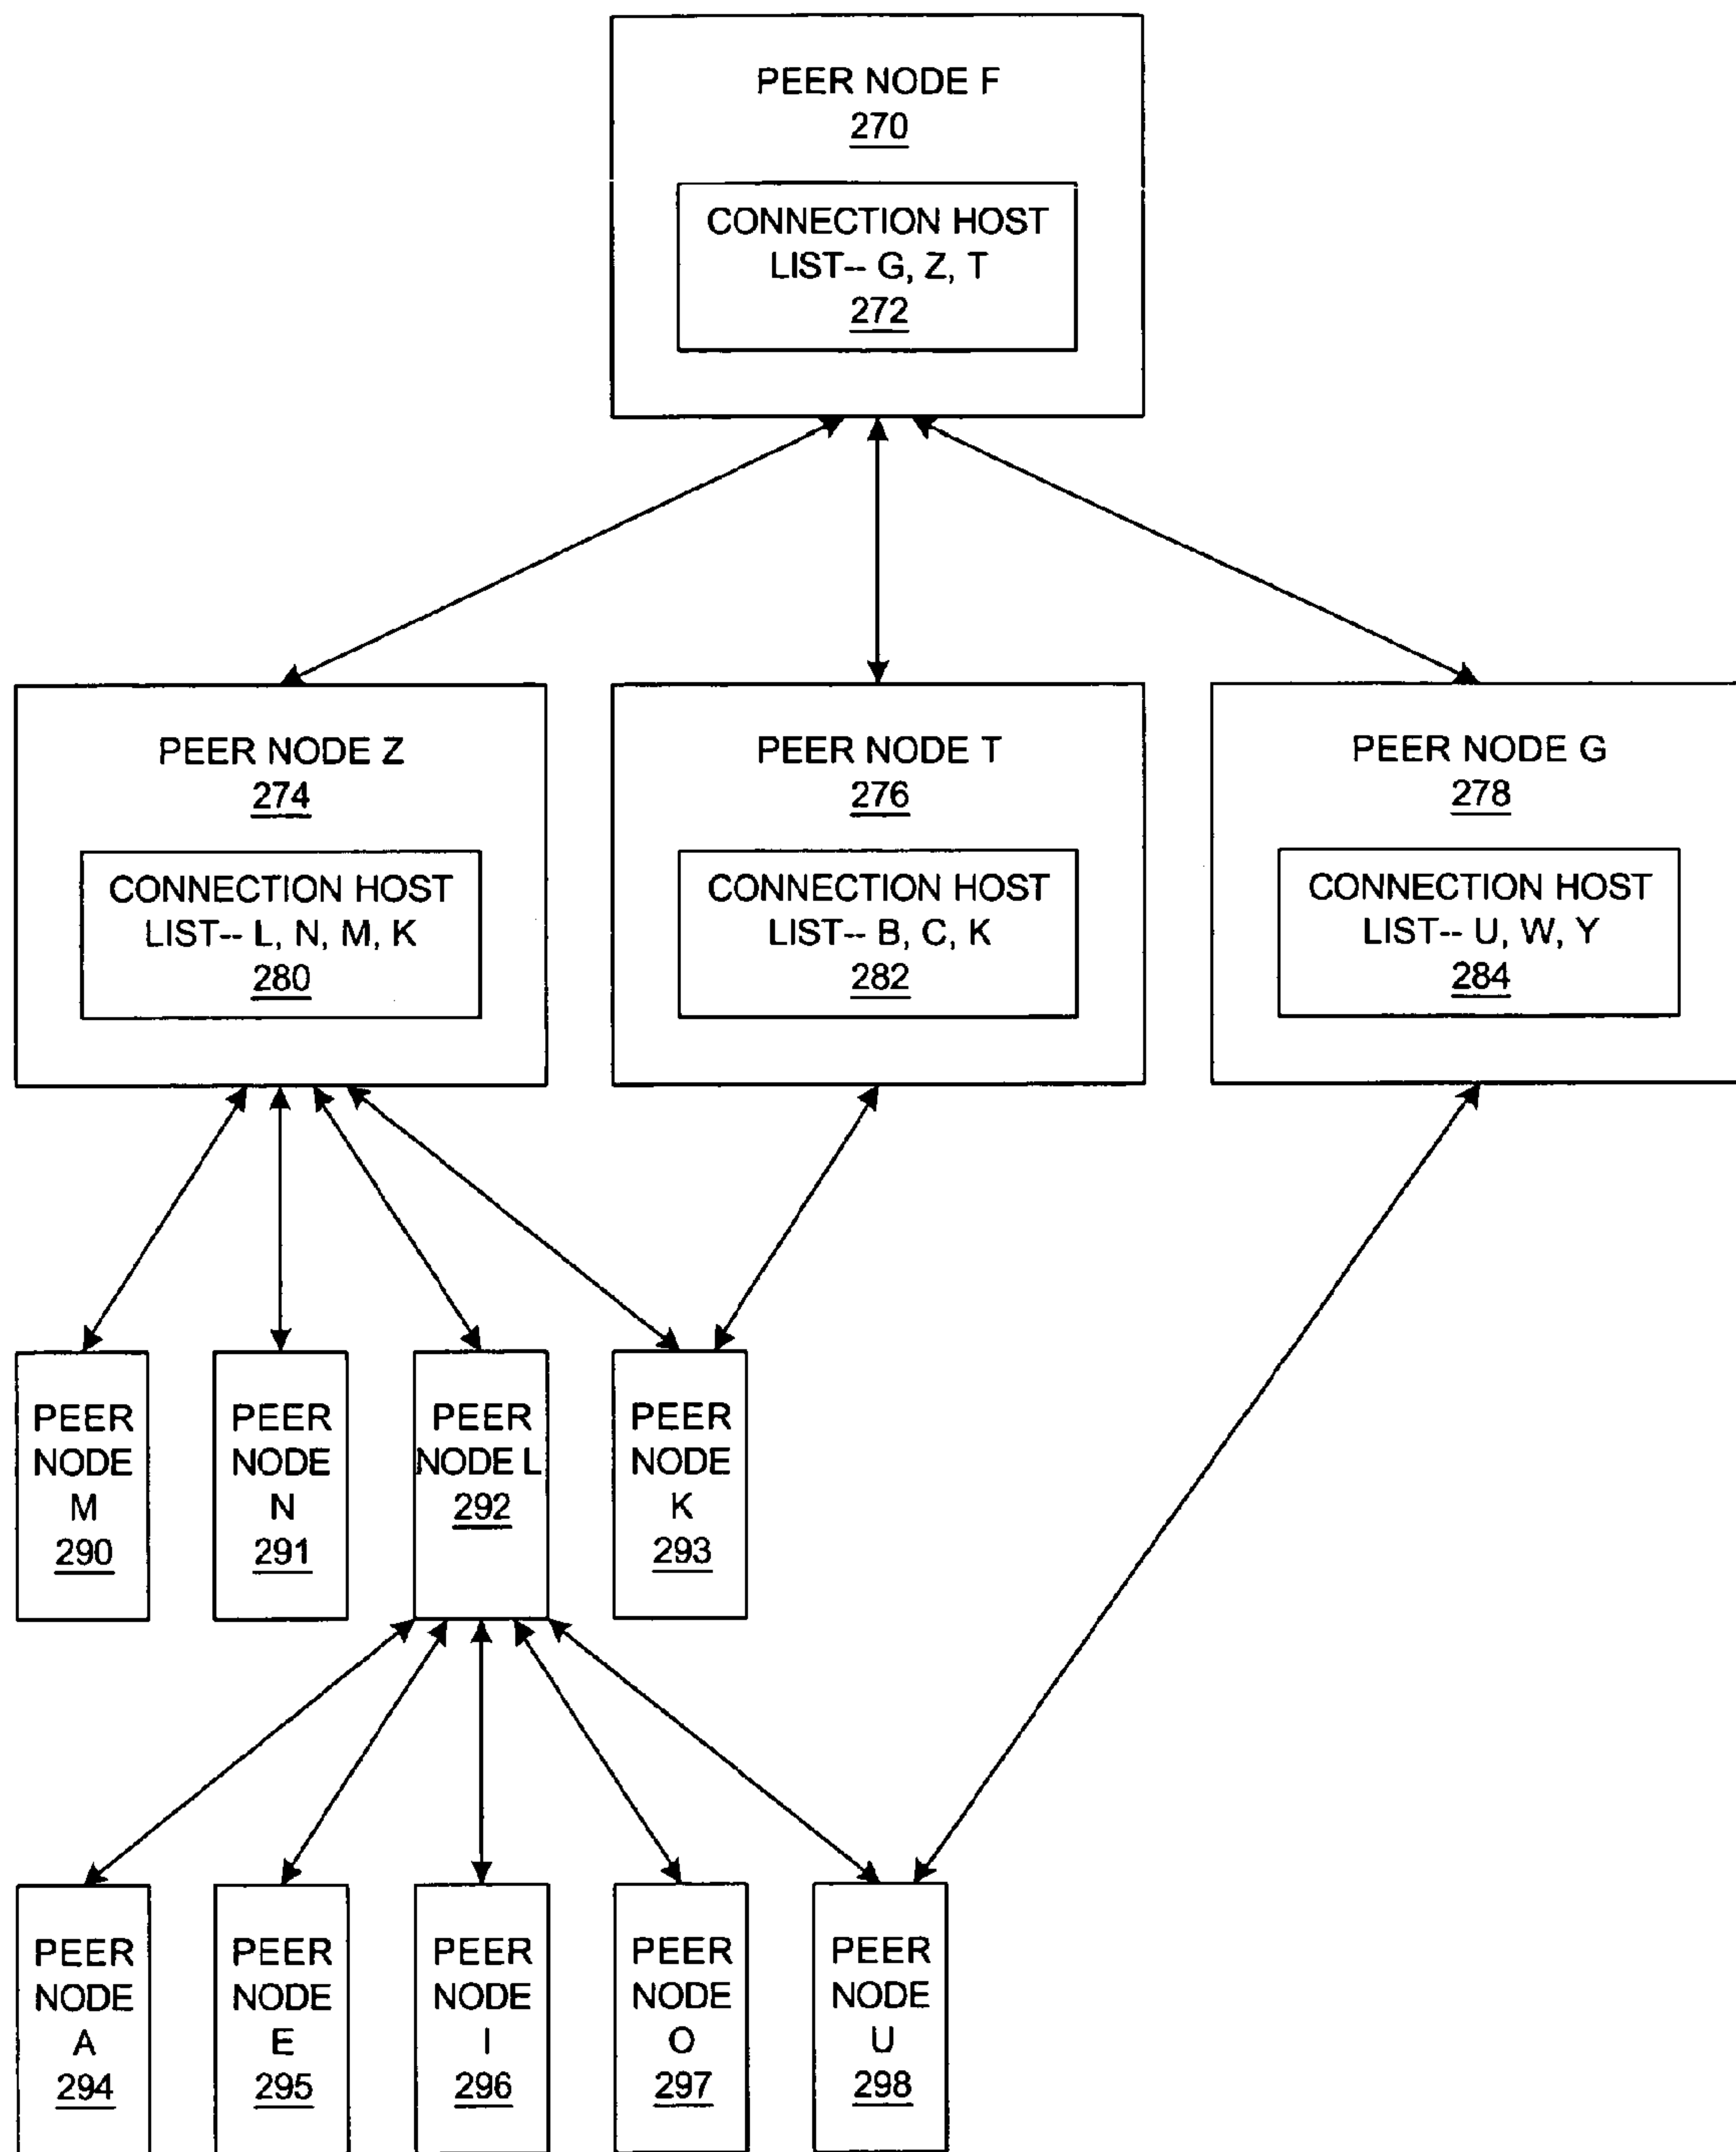 PEER NODE F
270
CONNECTION HOST
LIST-- G, Z, T
272
PEER NODE Z
274
CONNECTION HOST
LIST-- L, N, M, K
280
PEER NODE T
276
CONNECTION HOST
LIST-- B, C, K
282
PEER NODE G
278
CONNECTION HOST
LIST-- U, W, Y
284
PEER
NODE
M
290
PEER
NODE
N
291
PEER
NODE L
292
PEER
NODE
K
293
PEER
NODE
A
294
PEER
NODE
E
295
PEER
NODE
I
296
PEER
NODE
O
297
PEER
NODE
U
298